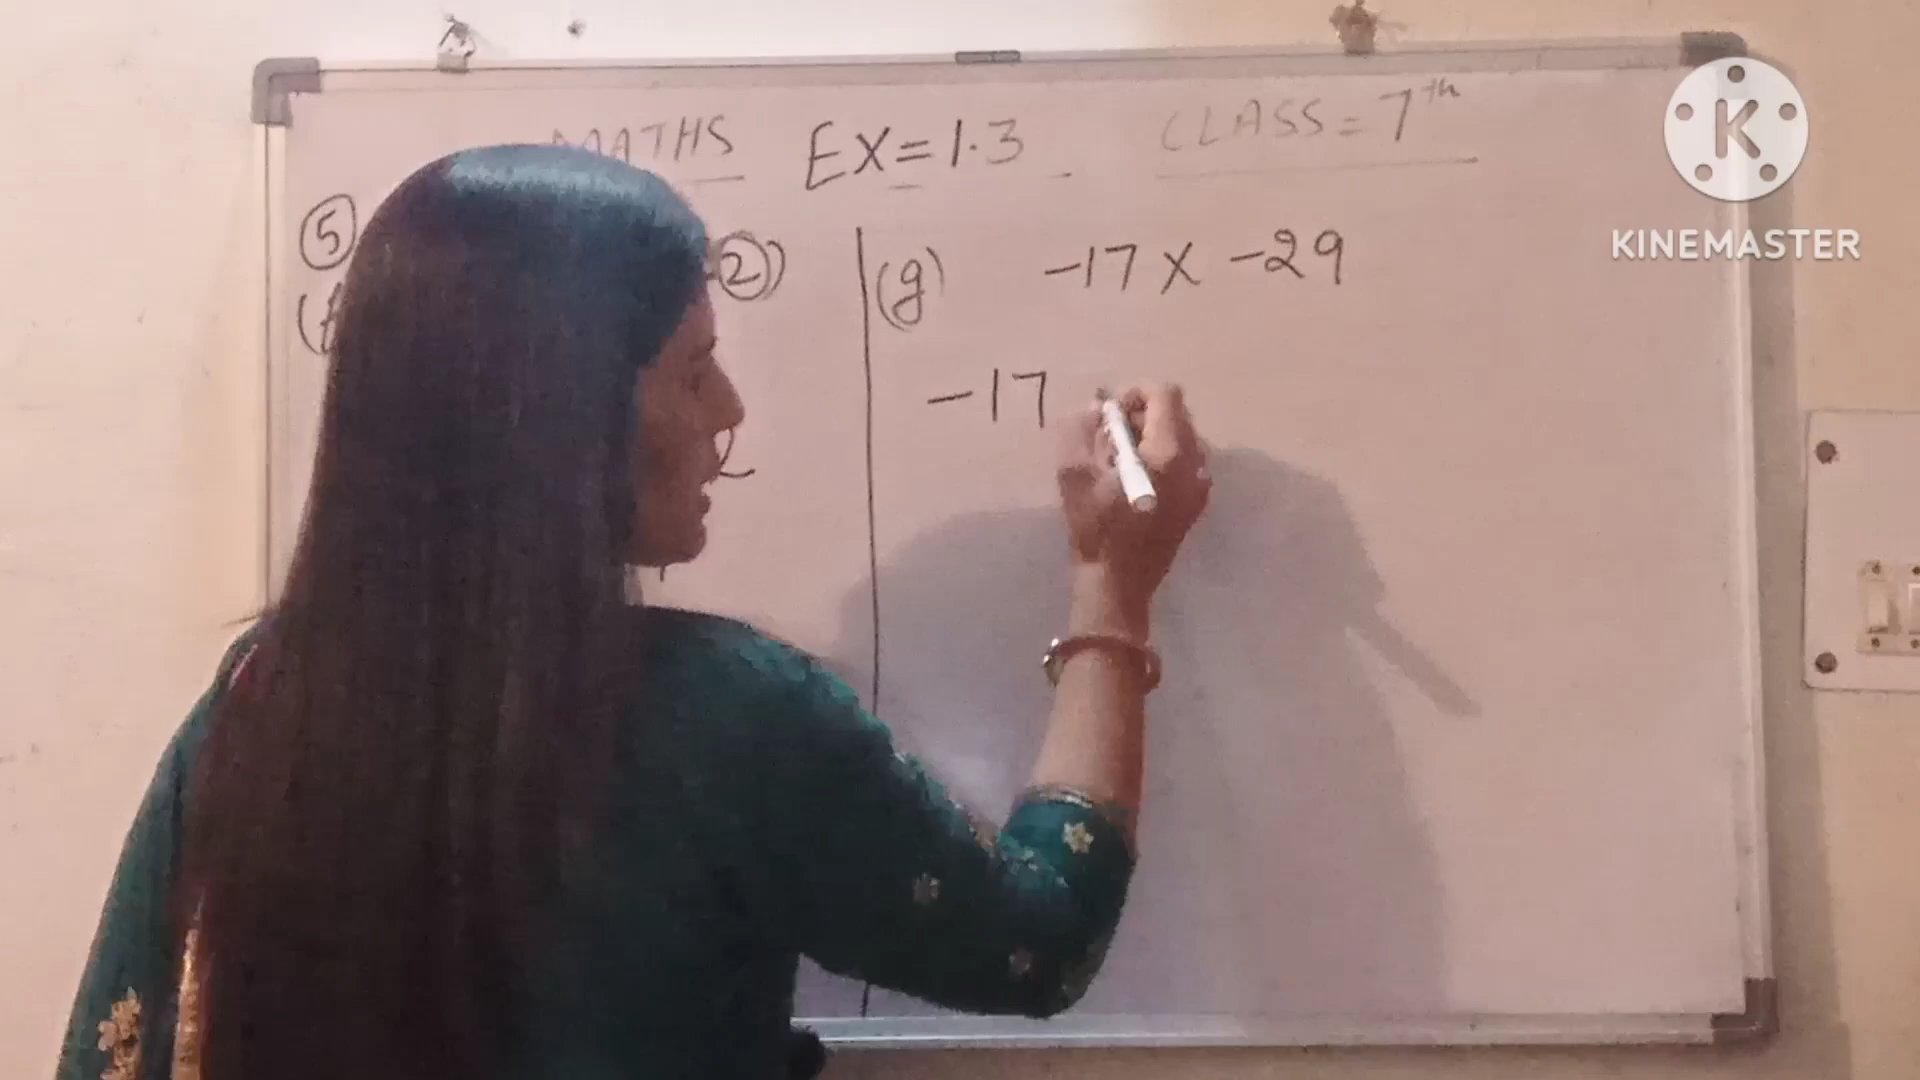 MATHS EX=1.3 CLASS=7th
5
2))
(g) -17 X -29
-17
KINEMASTER